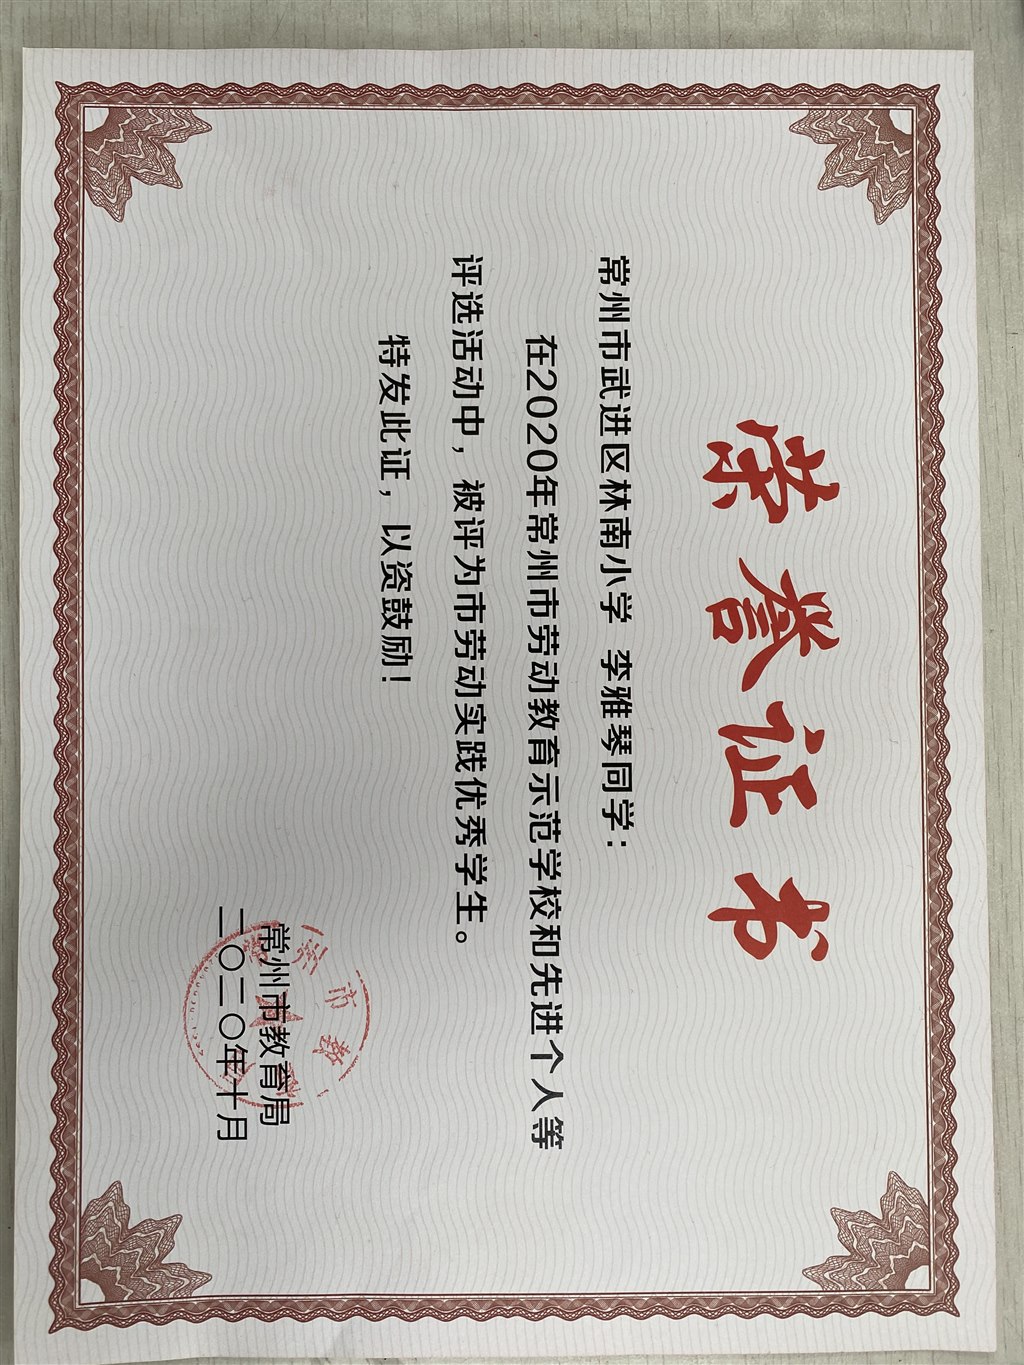 荣誉证书
常州市武进区林南小学 李雅琴同学：
在2020年常州市劳动教育示范学校和先进个人等
评选活动中，被评为市劳动实践优秀学生。
特发此证，以资鼓励！
常州市教育局
二〇二〇年十月